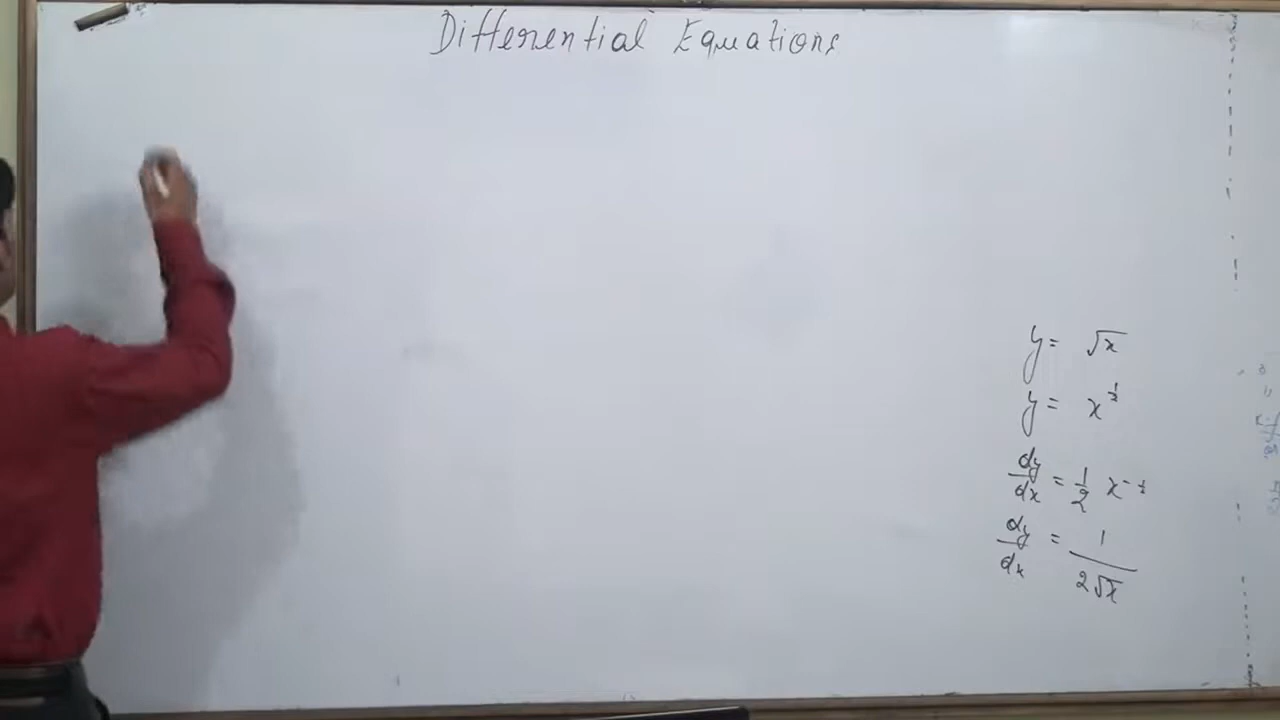 Differential Equations
y = √x
y = x^½
dy/dx = 1/2 x^-½
dy/dx = 1/(2√x)